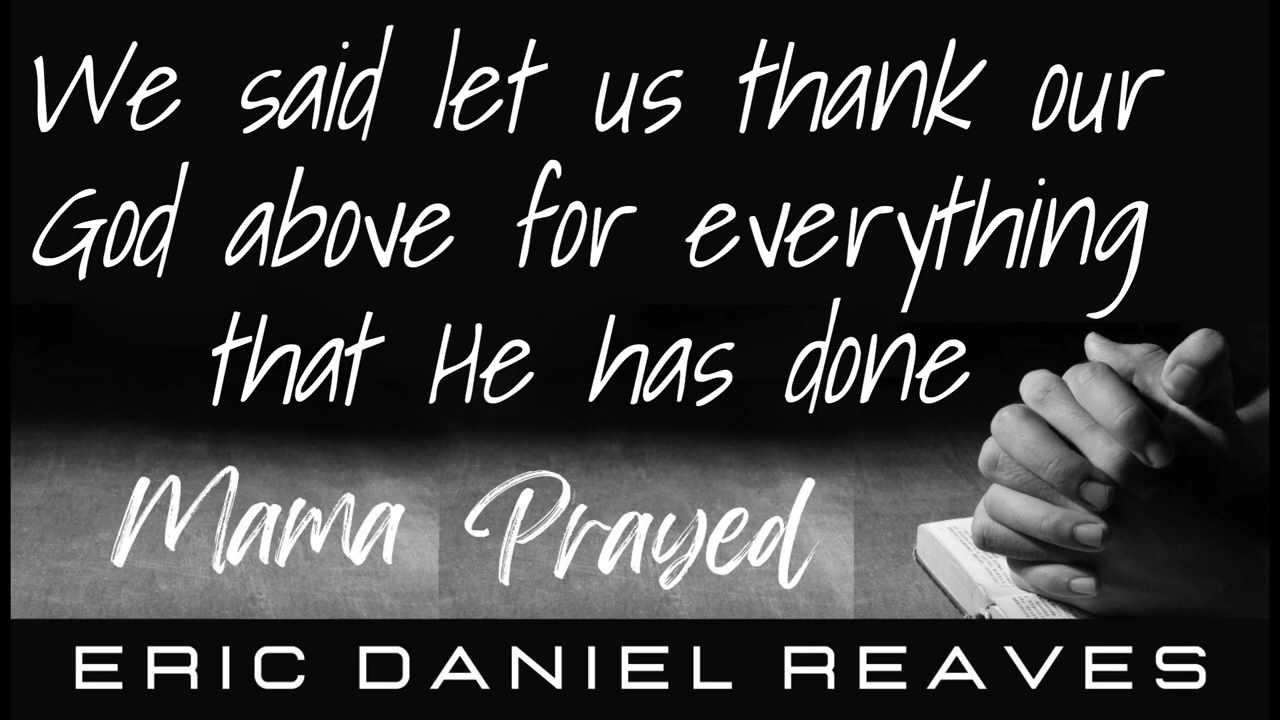 We said let us thank our
God above for everything
that He has done
Mama Prayed
ERIC DANIEL REAVES